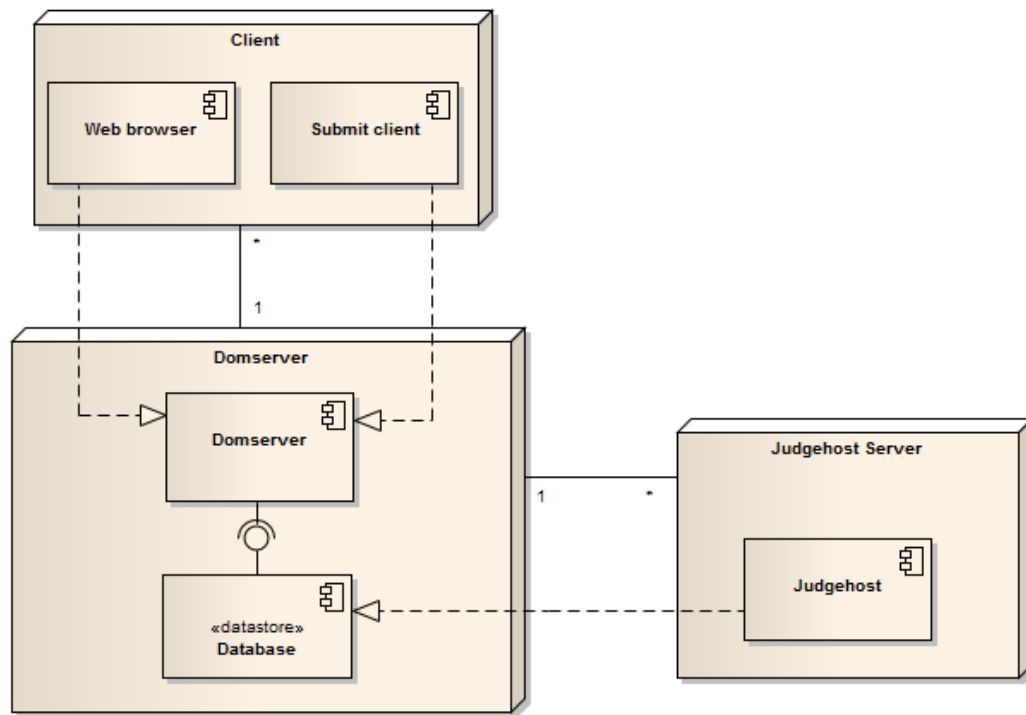 Client
Web browser
Submit client
*
1
Domserver
Domserver
Judgehost Server
1
*
Judgehost
«datastore»
Database